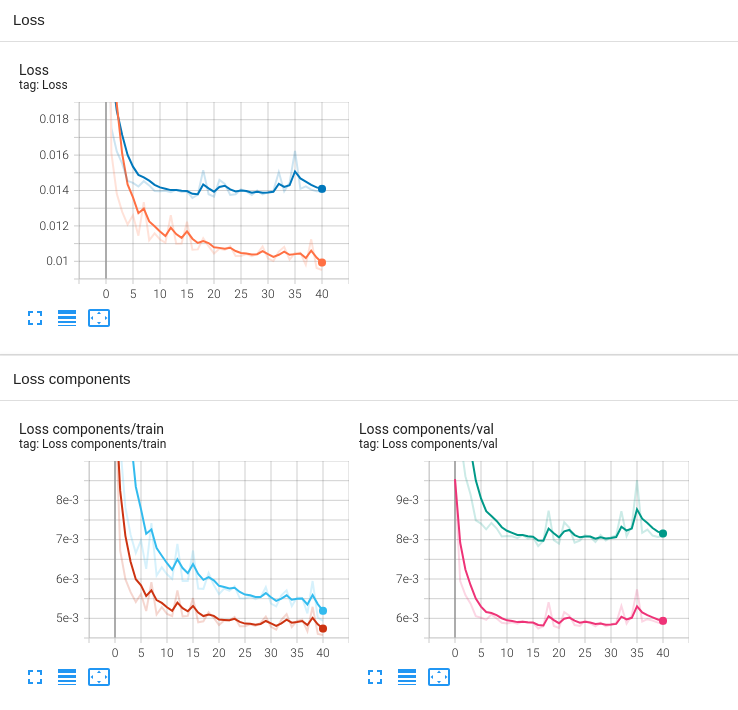 Loss
Loss
tag: Loss
0.018
0.016
0.014
0.012
0.01
0 5 10 15 20 25 30 35 40
Loss components
Loss components/train
tag: Loss components/train
8e-3
7e-3
6e-3
5e-3
0 5 10 15 20 25 30 35 40
Loss components/val
tag: Loss components/val
9e-3
8e-3
7e-3
6e-3
0 5 10 15 20 25 30 35 40